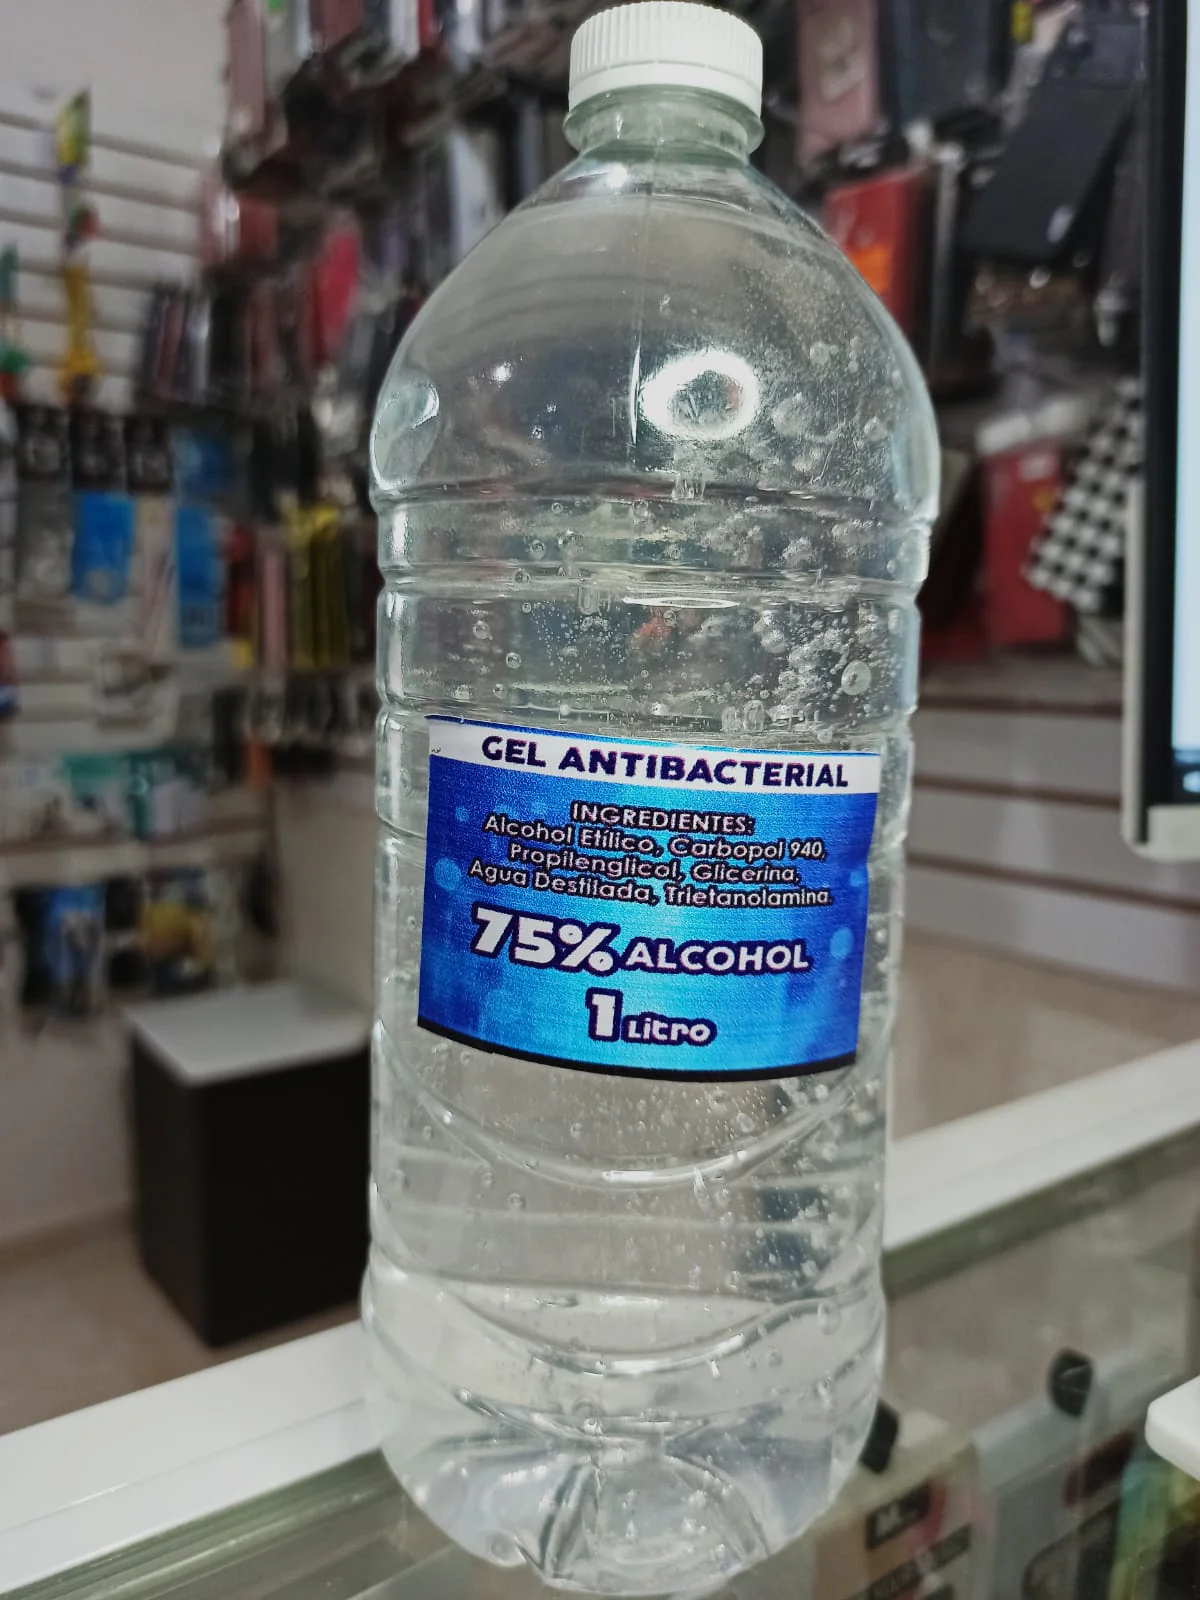 GEL ANTIBACTERIAL
INGREDIENTES:
Alcohol Etílico, Carbopol 940,
Propilenglicol, Glicerina,
Agua Destilada, Trietanolamina.
75% ALCOHOL
1 Litro